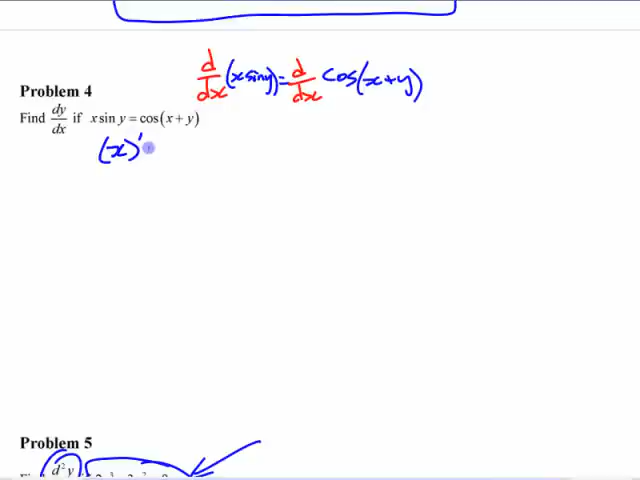 d/dx (x sin y) = d/dx cos(x+y)
Problem 4
Find dy/dx if x sin y = cos(x + y)
(x)'
Problem 5
d²y